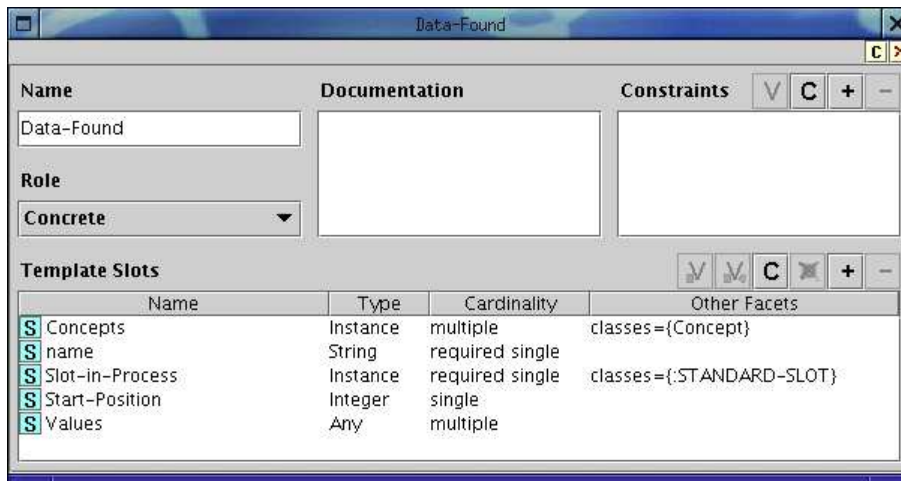 Data-Found
C
Name Documentation Constraints V C + −
Data-Found
Role
Concrete
Template Slots V V C + −
Name Type Cardinality Other Facets
S Concepts Instance multiple classes={Concept}
S name String required single
S Slot-in-Process Instance required single classes={:STANDARD-SLOT}
S Start-Position Integer single
S Values Any multiple